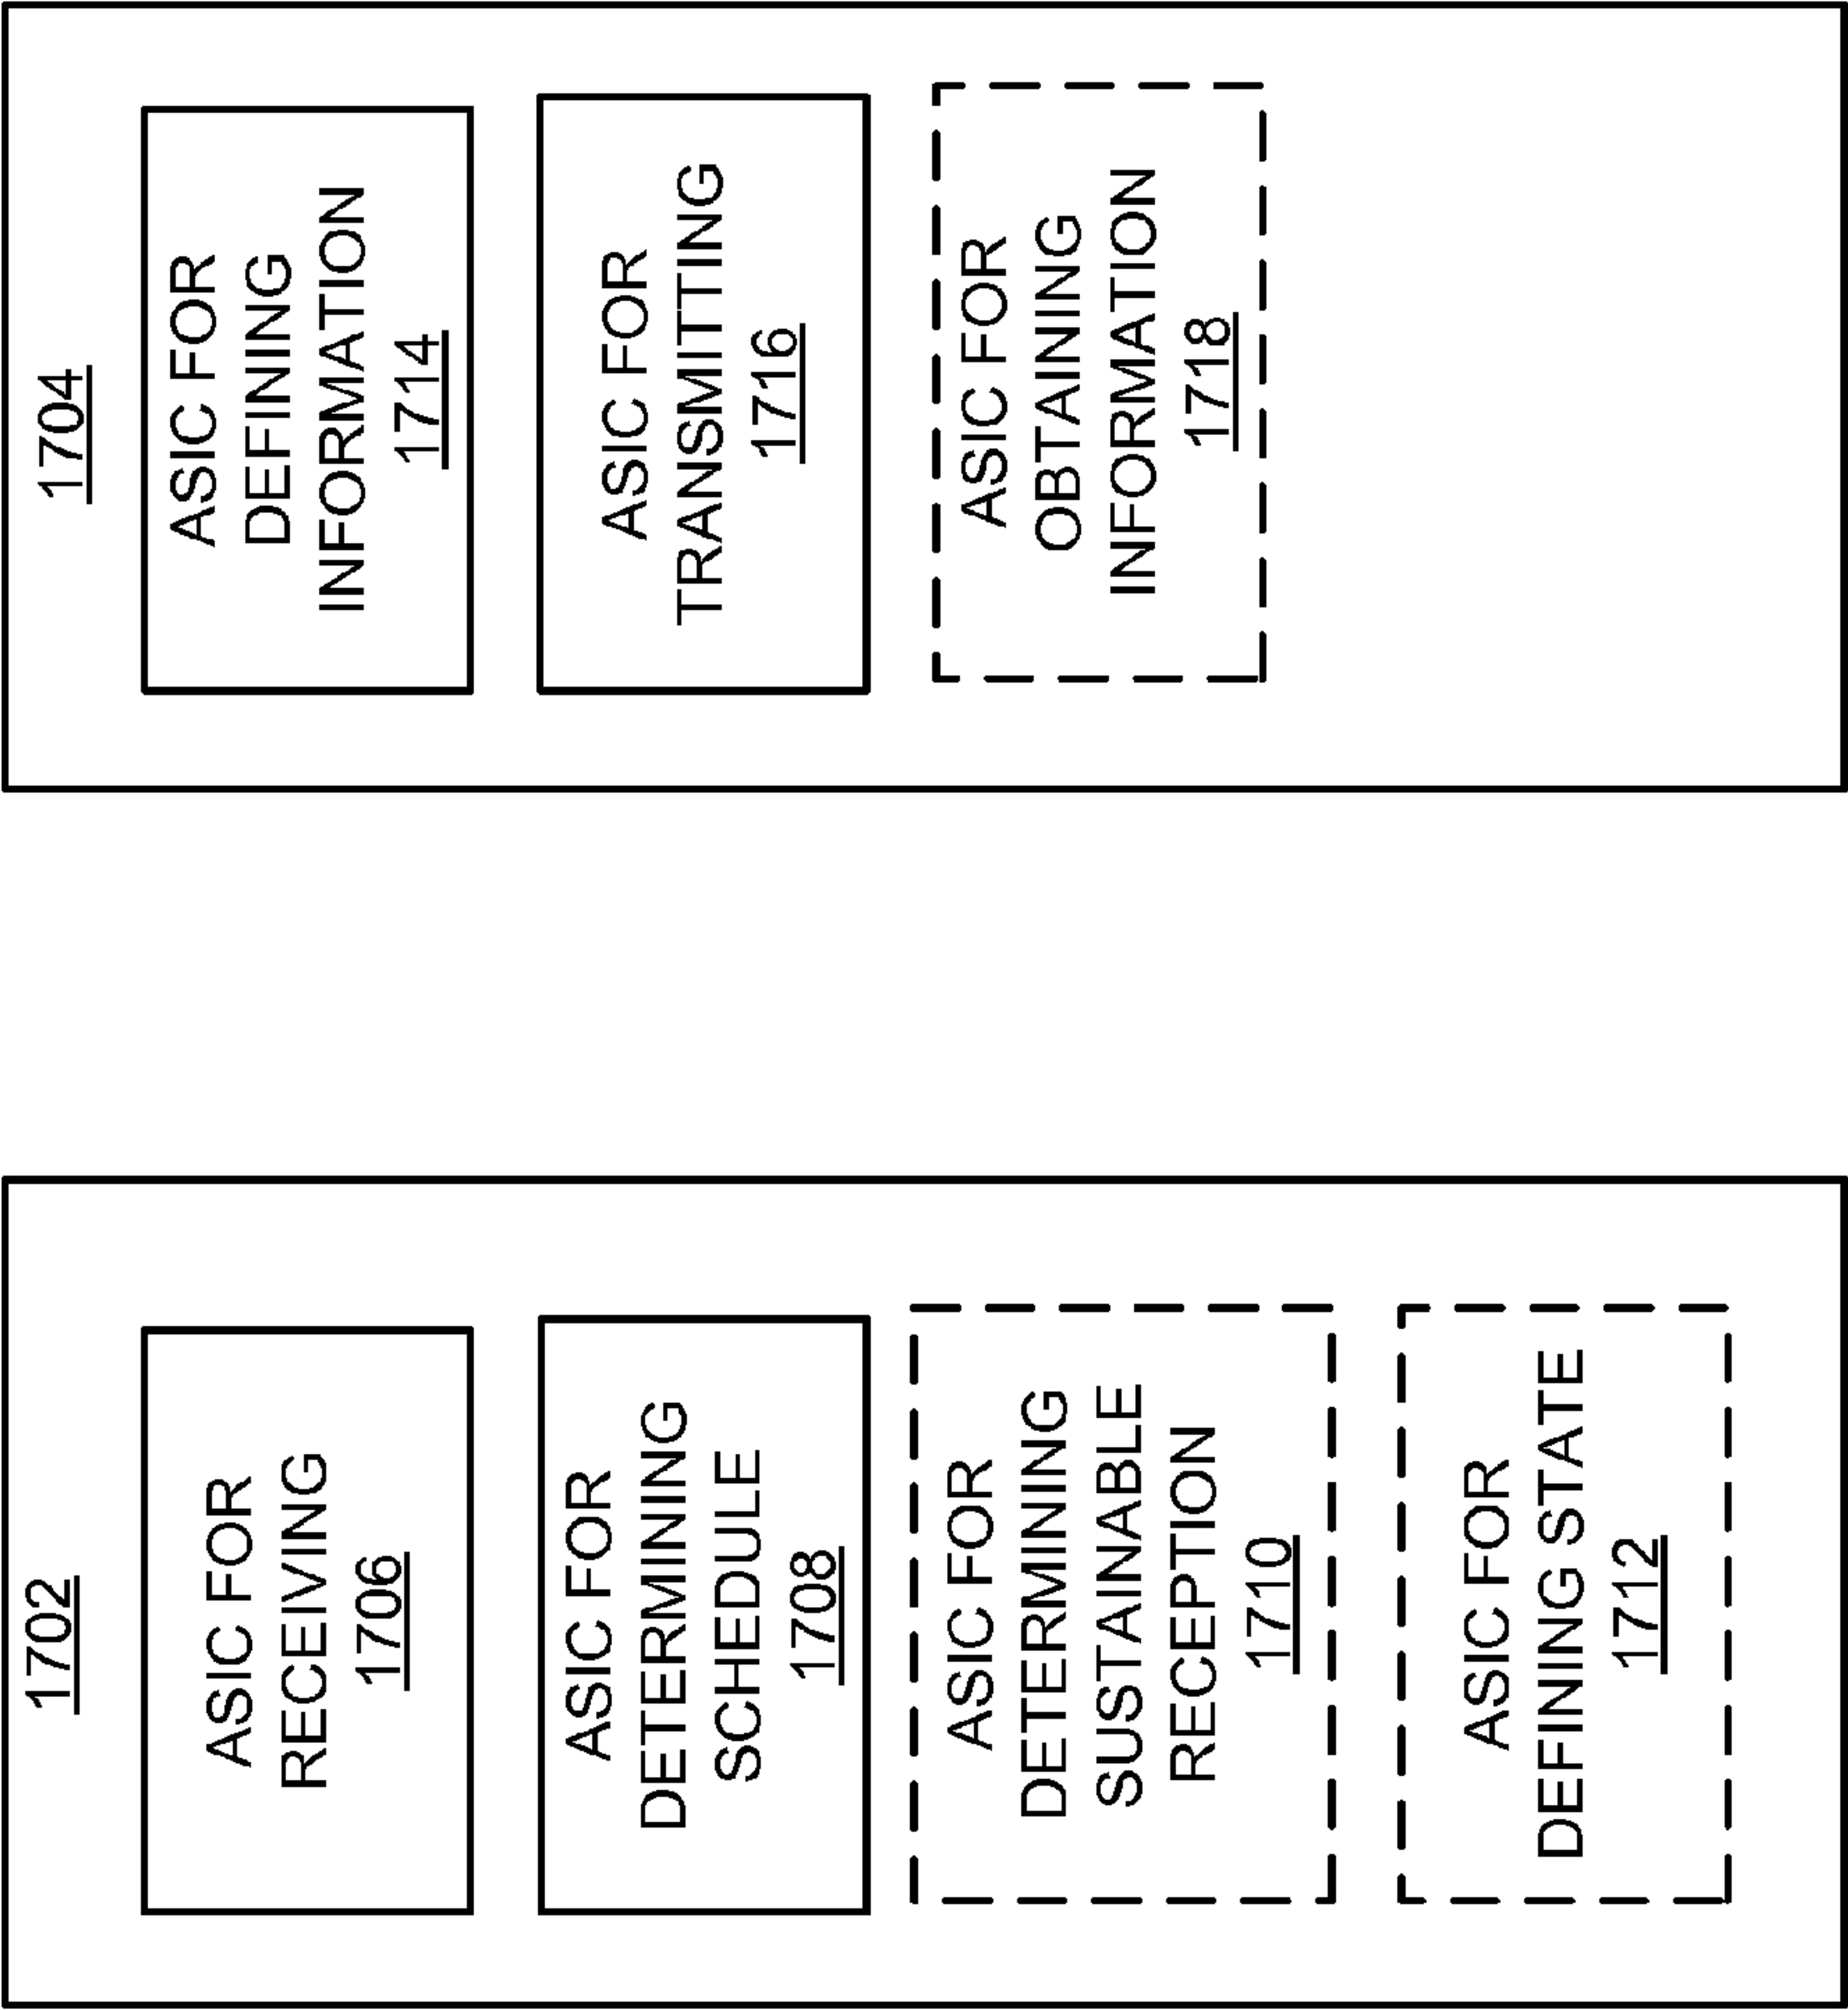 1702
ASIC FOR
RECEIVING
1706
ASIC FOR
DETERMINING
SCHEDULE
1708
ASIC FOR
DETERMINING
SUSTAINABLE
RECEPTION
1710
ASIC FOR
DEFINING STATE
1712
1704
ASIC FOR
DEFINING
INFORMATION
1714
ASIC FOR
TRANSMITTING
1716
ASIC FOR
OBTAINING
INFORMATION
1718